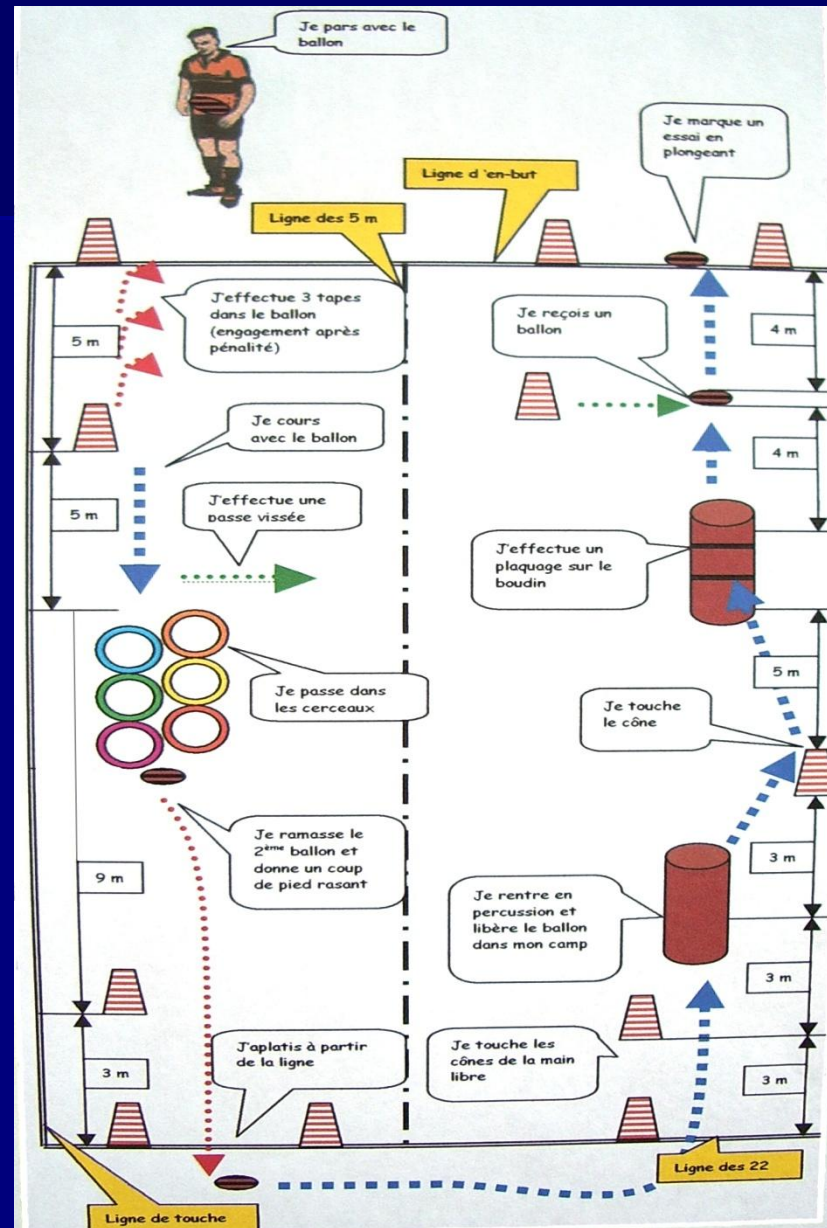 Je pars avec le
ballon
Je marque un
essai en
plongeant
Ligne d 'en-but
Ligne des 5 m
J'effectue 3 tapes
dans le ballon
(engagement après
pénalité)
5 m
Je reçois un
ballon
4 m
Je cours
avec le ballon
4 m
5 m
J'effectue une
passe vissée
J'effectue un
plaquage sur le
boudin
Je passe dans
les cerceaux
5 m
Je touche
le cône
Je ramasse le
2ème ballon et
donne un coup
de pied rasant
9 m
3 m
Je rentre en
percussion et
libère le ballon
dans mon camp
3 m
J'aplatis à partir
de la ligne
Je touche les
cônes de la main
libre
3 m
3 m
Ligne des 22
Ligne de touche